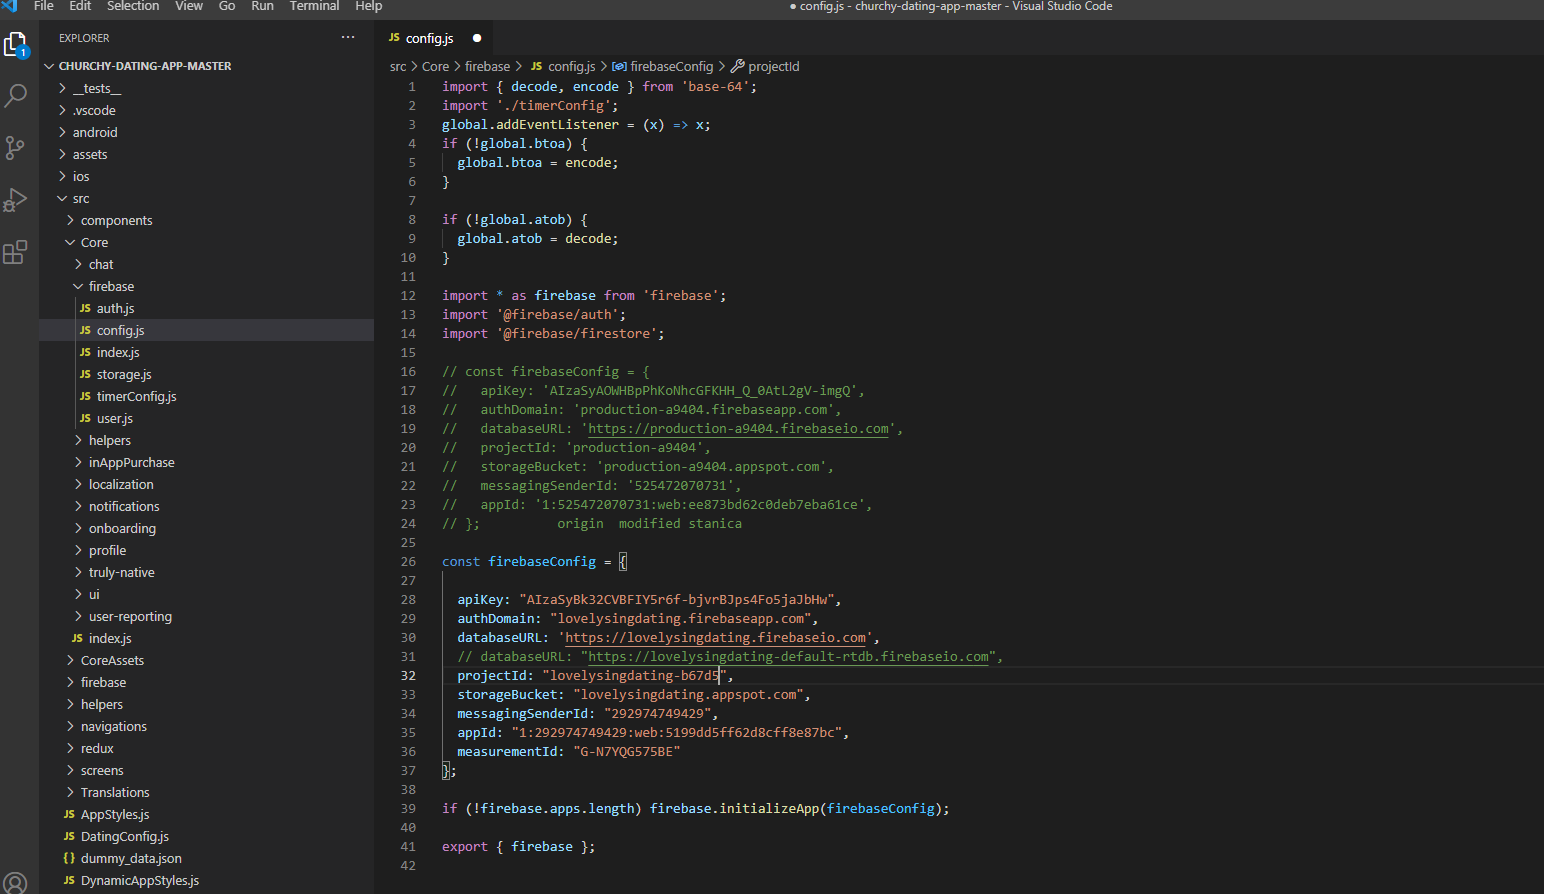 File Edit Selection View Go Run Terminal Help
● config.js - churchy-dating-app-master - Visual Studio Code
1
EXPLORER ···
CHURCHY-DATING-APP-MASTER
__tests__
.vscode
android
assets
ios
src
components
Core
chat
firebase
JS auth.js
JS config.js
JS index.js
JS storage.js
JS timerConfig.js
JS user.js
helpers
inAppPurchase
localization
notifications
onboarding
profile
truly-native
ui
user-reporting
JS index.js
CoreAssets
firebase
helpers
navigations
redux
screens
Translations
JS AppStyles.js
JS DatingConfig.js
{} dummy_data.json
JS DynamicAppStyles.js
JS config.js ●
src > Core > firebase > JS config.js > firebaseConfig > projectId
1 import { decode, encode } from 'base-64';
2 import './timerConfig';
3 global.addEventListener = (x) => x;
4 if (!global.btoa) {
5 global.btoa = encode;
6 }
7
8 if (!global.atob) {
9 global.atob = decode;
10 }
11
12 import * as firebase from 'firebase';
13 import '@firebase/auth';
14 import '@firebase/firestore';
15
16 // const firebaseConfig = {
17 // apiKey: 'AIzaSyAOWHBpPhKoNhcGFKHH_Q_0AtL2gV-imgQ',
18 // authDomain: 'production-a9404.firebaseapp.com',
19 // databaseURL: 'https://production-a9404.firebaseio.com',
20 // projectId: 'production-a9404',
21 // storageBucket: 'production-a9404.appspot.com',
22 // messagingSenderId: '525472070731',
23 // appId: '1:525472070731:web:ee873bd62c0deb7eba61ce',
24 // }; origin modified stanica
25
26 const firebaseConfig = {
27
28 apiKey: "AIzaSyBk32CVBFIY5r6f-bjvrBJps4Fo5jaJbHw",
29 authDomain: "lovelysingdating.firebaseapp.com",
30 databaseURL: 'https://lovelysingdating.firebaseio.com',
31 // databaseURL: "https://lovelysingdating-default-rtdb.firebaseio.com",
32 projectId: "lovelysingdating-b67d5",
33 storageBucket: "lovelysingdating.appspot.com",
34 messagingSenderId: "292974749429",
35 appId: "1:292974749429:web:5199dd5ff62d8cff8e87bc",
36 measurementId: "G-N7YQG575BE"
37 };
38
39 if (!firebase.apps.length) firebase.initializeApp(firebaseConfig);
40
41 export { firebase };
42